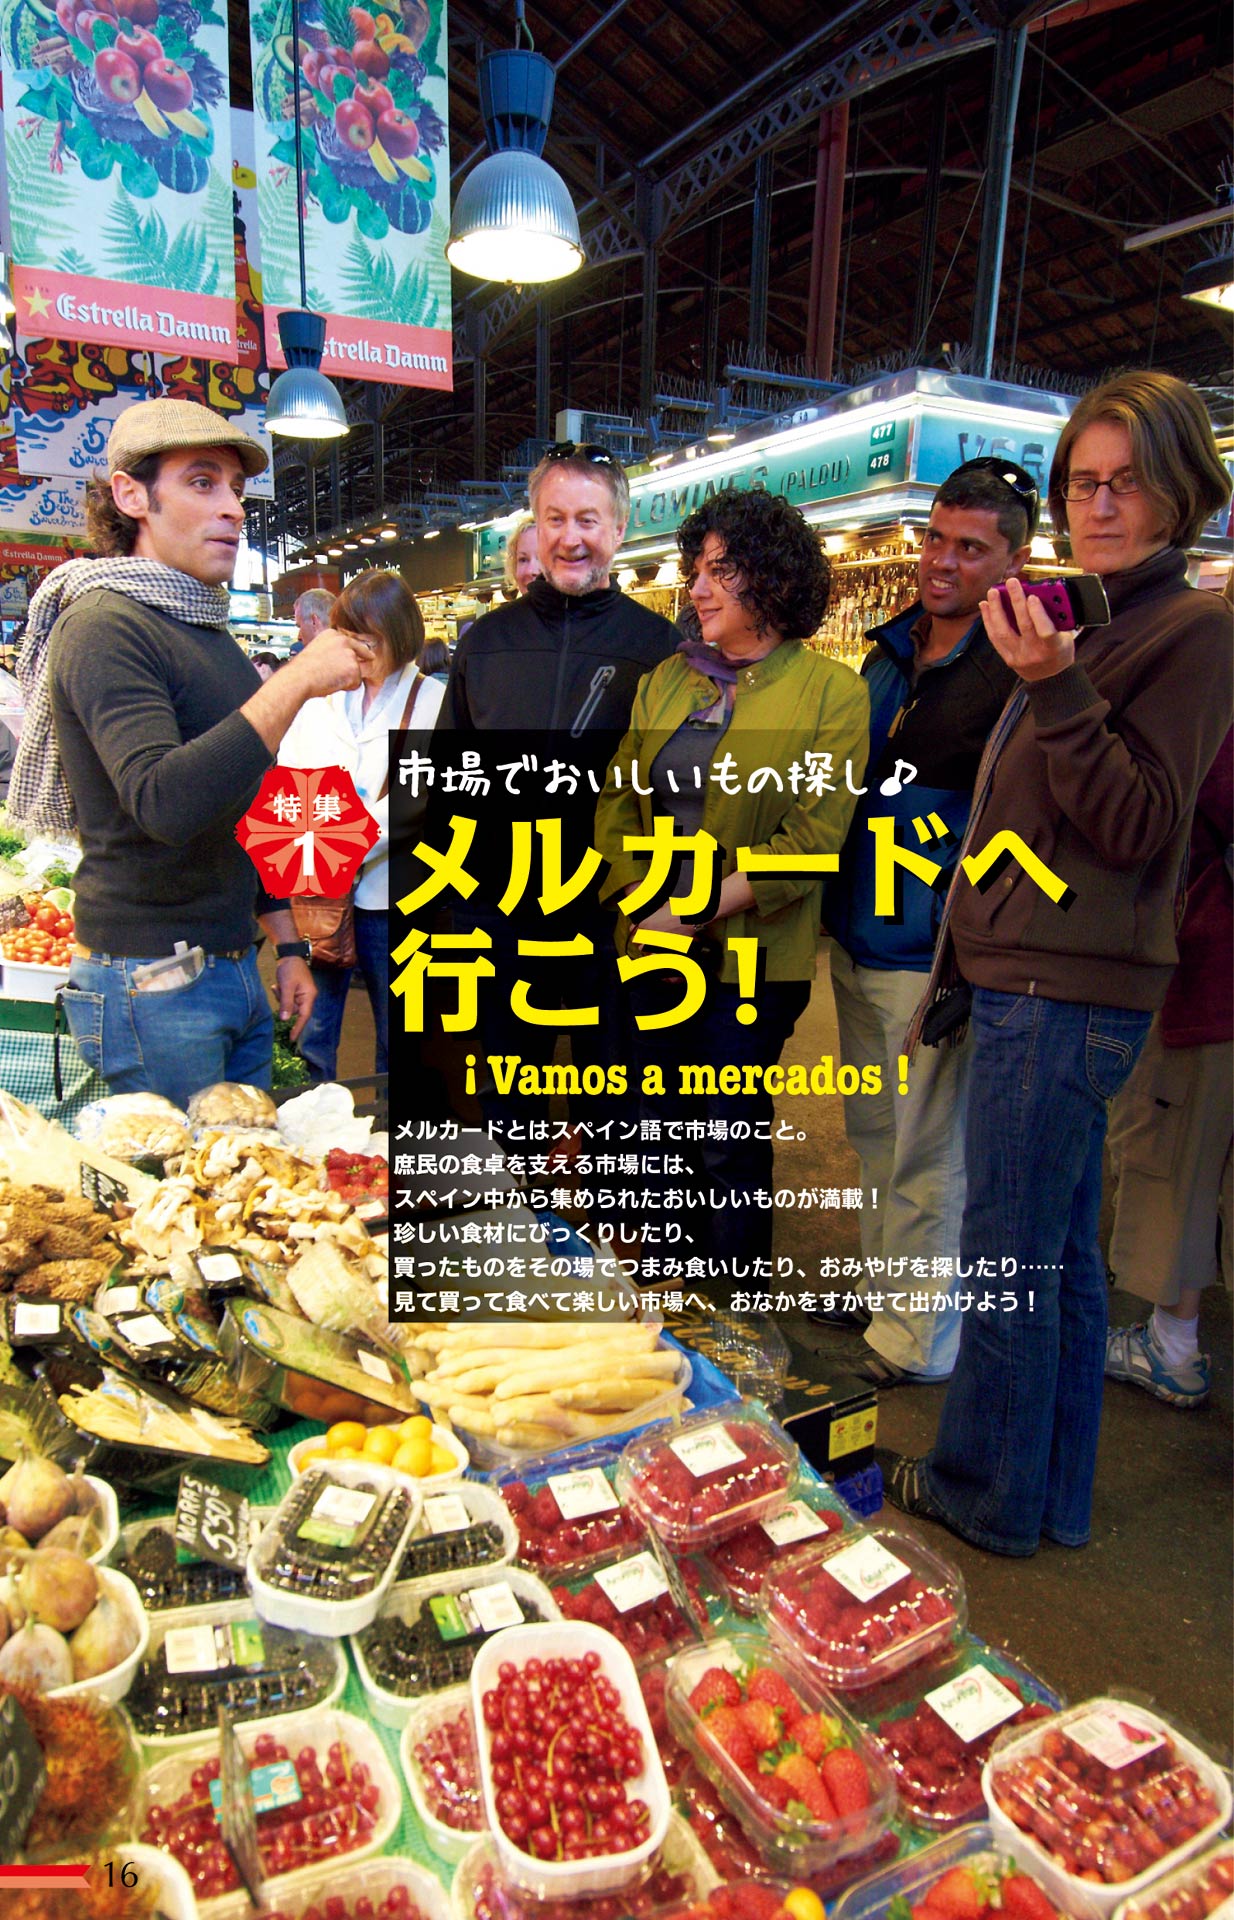 Estrella Damm
strella Damm
Estrella Damm
477
478
LOMINES (PALOU)
市場でおいしいもの探し♪
特集
1
メルカードへ
行こう!
¡Vamos a mercados!
メルカードとはスペイン語で市場のこと。
庶民の食卓を支える市場には、
スペイン中から集められたおいしいものが満載！
珍しい食材にびっくりしたり、
買ったものをその場でつまみ食いしたり、おみやげを探したり……
見て買って食べて楽しい市場へ、おなかをすかせて出かけよう！
MORAS
550
16